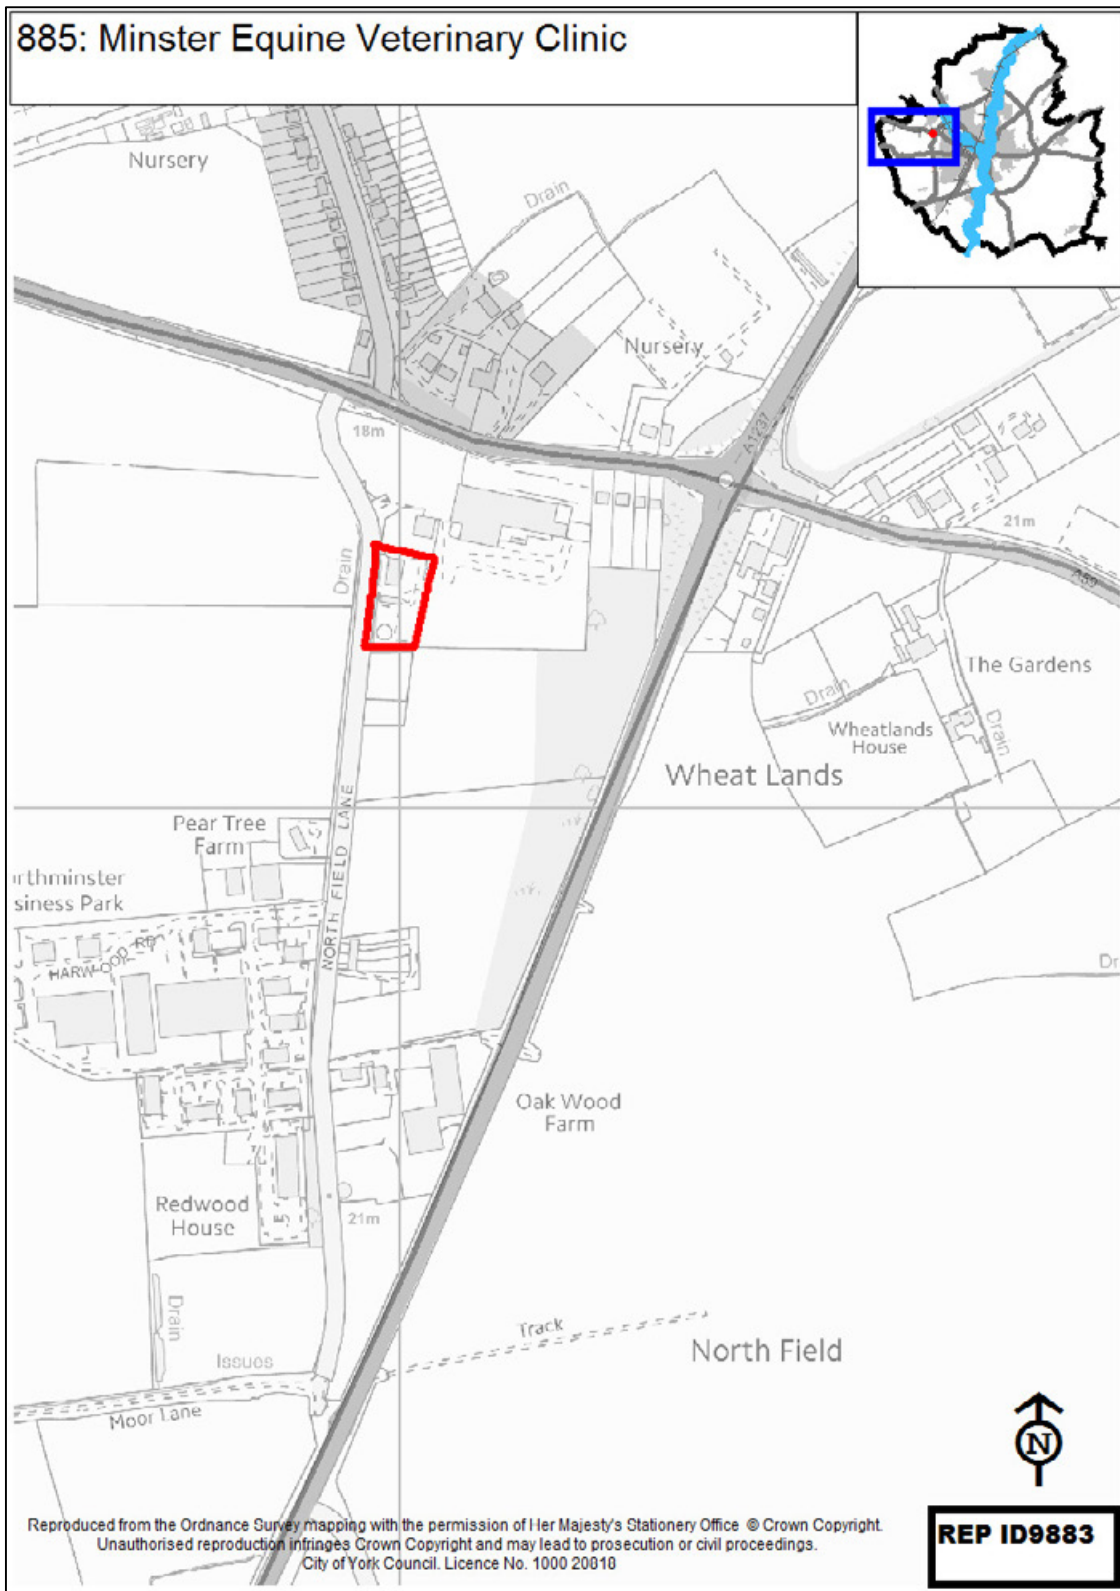 885: Minster Equine Veterinary Clinic
Nursery
Drain
Nursery
A1237
18m
21m
Drain
A59
The Gardens
Drain
Drain
Wheatlands
House
Wheat Lands
Pear Tree
Farm
NORTH FIELD LANE
rthminster
siness Park
HARWOOD RD
Dr
Oak Wood
Farm
Redwood
House
21m
Drain
Track
Issues
North Field
Moor Lane
N
Reproduced from the Ordnance Survey mapping with the permission of Her Majesty's Stationery Office © Crown Copyright.
Unauthorised reproduction infringes Crown Copyright and may lead to prosecution or civil proceedings.
City of York Council. Licence No. 1000 20818
REP ID9883